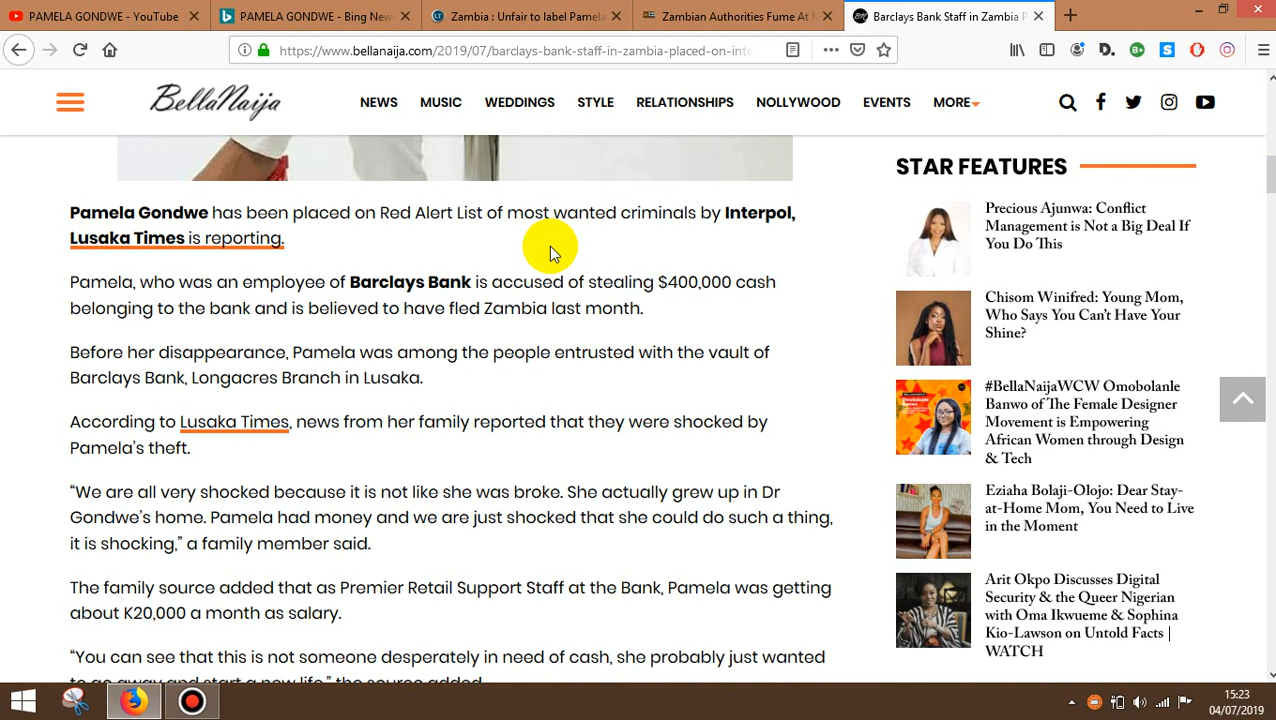 PAMELA GONDWE - YouTube
PAMELA GONDWE - Bing New
Zambia : Unfair to label Pamela
Zambian Authorities Fume At M
Barclays Bank Staff in Zambia P
https://www.bellanaija.com/2019/07/barclays-bank-staff-in-zambia-placed-on-inte
BellaNaija
NEWS MUSIC WEDDINGS STYLE RELATIONSHIPS NOLLYWOOD EVENTS MORE
Pamela Gondwe has been placed on Red Alert List of most wanted criminals by Interpol,
Lusaka Times is reporting.
Pamela, who was an employee of Barclays Bank is accused of stealing $400,000 cash
belonging to the bank and is believed to have fled Zambia last month.
Before her disappearance, Pamela was among the people entrusted with the vault of
Barclays Bank, Longacres Branch in Lusaka.
According to Lusaka Times, news from her family reported that they were shocked by
Pamela's theft.
“We are all very shocked because it is not like she was broke. She actually grew up in Dr
Gondwe's home. Pamela had money and we are just shocked that she could do such a thing,
it is shocking,” a family member said.
The family source added that as Premier Retail Support Staff at the Bank, Pamela was getting
about K20,000 a month as salary.
“You can see that this is not someone desperately in need of cash, she probably just wanted
to go away and start a new life,” the source added.
STAR FEATURES
Precious Ajunwa: Conflict
Management is Not a Big Deal If
You Do This
Chisom Winifred: Young Mom,
Who Says You Can't Have Your
Shine?
#BellaNaijaWCW Omobolanle
Banwo of The Female Designer
Movement is Empowering
African Women through Design
& Tech
Eziaha Bolaji-Olojo: Dear Stay-
at-Home Mom, You Need to Live
in the Moment
Arit Okpo Discusses Digital
Security & the Queer Nigerian
with Oma Ikwueme & Sophina
Kio-Lawson on Untold Facts |
WATCH
15:23
04/07/2019